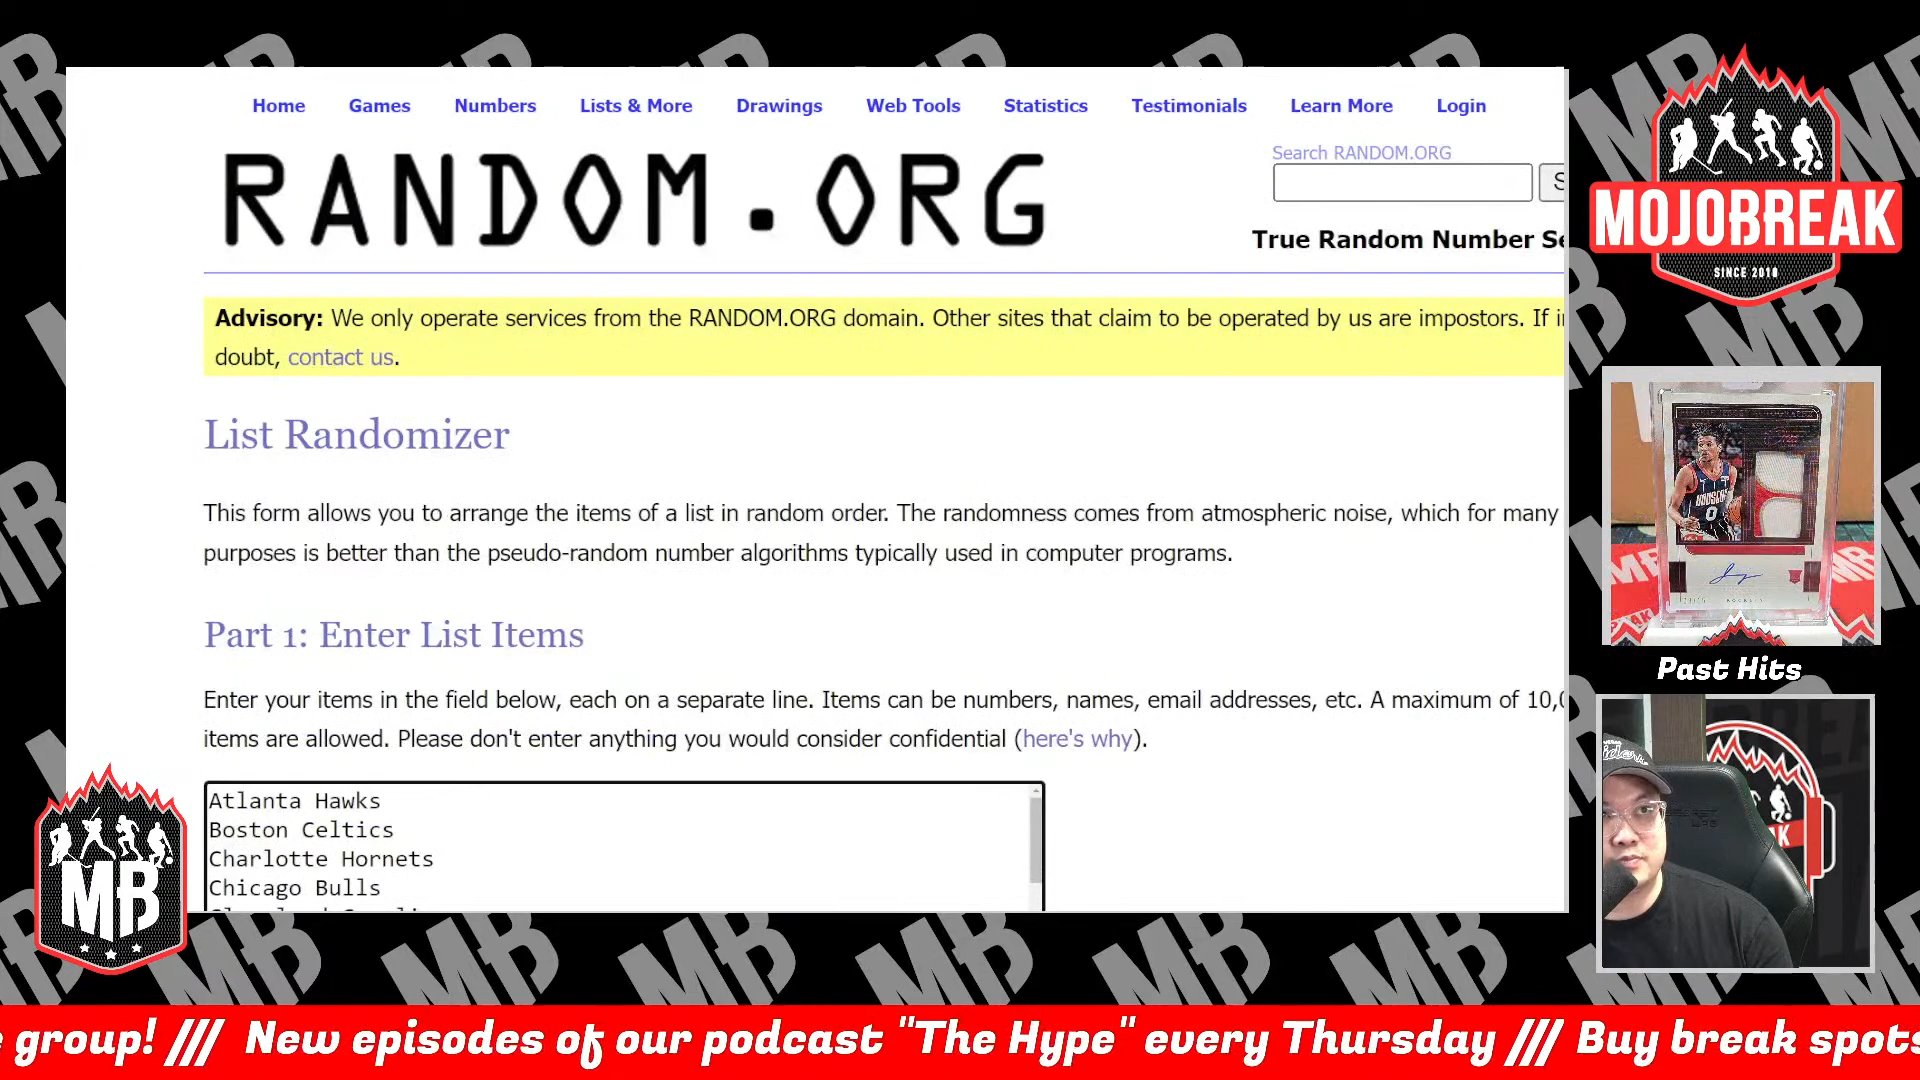 Home Games Numbers Lists & More Drawings Web Tools Statistics Testimonials Learn More Login
RANDOM.ORG
Search RANDOM.ORG
True Random Number Se
Advisory: We only operate services from the RANDOM.ORG domain. Other sites that claim to be operated by us are impostors. If in
doubt, contact us.
List Randomizer
This form allows you to arrange the items of a list in random order. The randomness comes from atmospheric noise, which for many
purposes is better than the pseudo-random number algorithms typically used in computer programs.
Part 1: Enter List Items
Enter your items in the field below, each on a separate line. Items can be numbers, names, email addresses, etc. A maximum of 10,0
items are allowed. Please don't enter anything you would consider confidential (here's why).
Atlanta Hawks
Boston Celtics
Charlotte Hornets
Chicago Bulls
MOJOBREAK
SINCE 2010
Past Hits
MB
group! /// New episodes of our podcast "The Hype" every Thursday /// Buy break spots